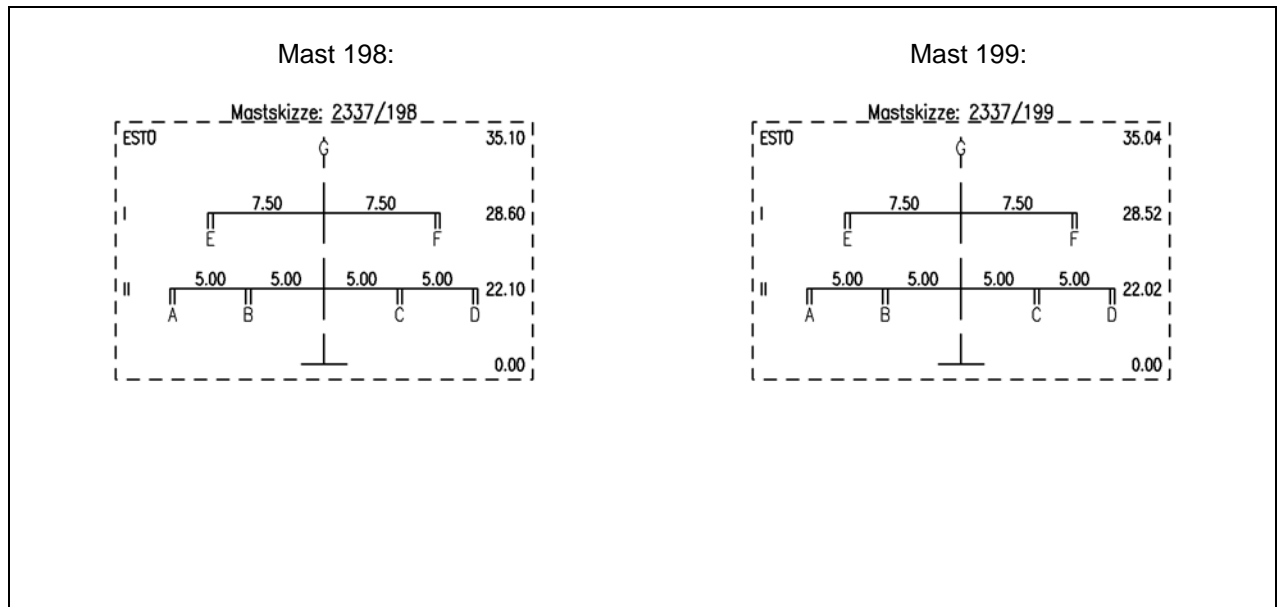 Mast 198:
Mastskizze: 2337/198
ESTÖ 35.10
G
7.50 7.50
I 28.60
E F
5.00 5.00 5.00 5.00
II 22.10
A B C D
0.00
Mast 199:
Mastskizze: 2337/199
ESTÖ 35.04
G
7.50 7.50
I 28.52
E F
5.00 5.00 5.00 5.00
II 22.02
A B C D
0.00